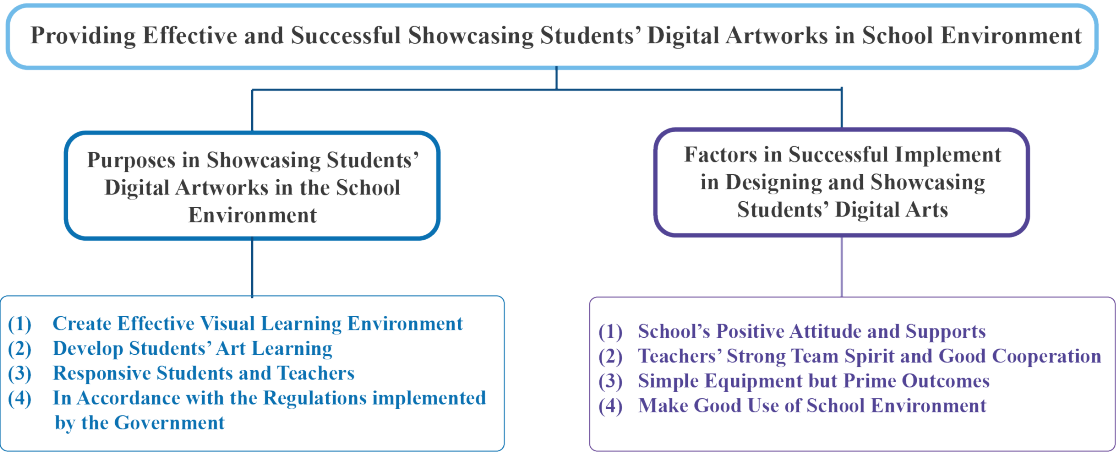 Providing Effective and Successful Showcasing Students’ Digital Artworks in School Environment
Purposes in Showcasing Students’
Digital Artworks in the School
Environment
Factors in Successful Implement
in Designing and Showcasing
Students’ Digital Arts
(1) Create Effective Visual Learning Environment
(2) Develop Students’ Art Learning
(3) Responsive Students and Teachers
(4) In Accordance with the Regulations implemented
by the Government
(1) School’s Positive Attitude and Supports
(2) Teachers’ Strong Team Spirit and Good Cooperation
(3) Simple Equipment but Prime Outcomes
(4) Make Good Use of School Environment